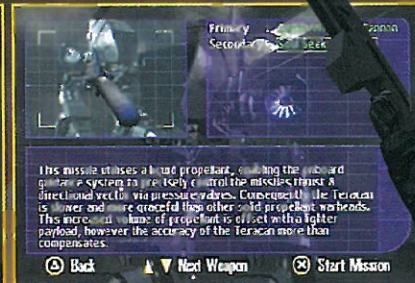 Primary
Cannon
Secondary
Seek
This missile utilises a liquid propellant, enabling the onboard
guidance system to precisely control the missiles thrust &
directional vector via pressure valves. Consequently the Teracan
is slower and more graceful than other solid propellant warheads.
This increased volume of propellant is offset with a lighter
payload, however the accuracy of the Teracan more than
compensates.
Back
Next Weapon
Start Mission